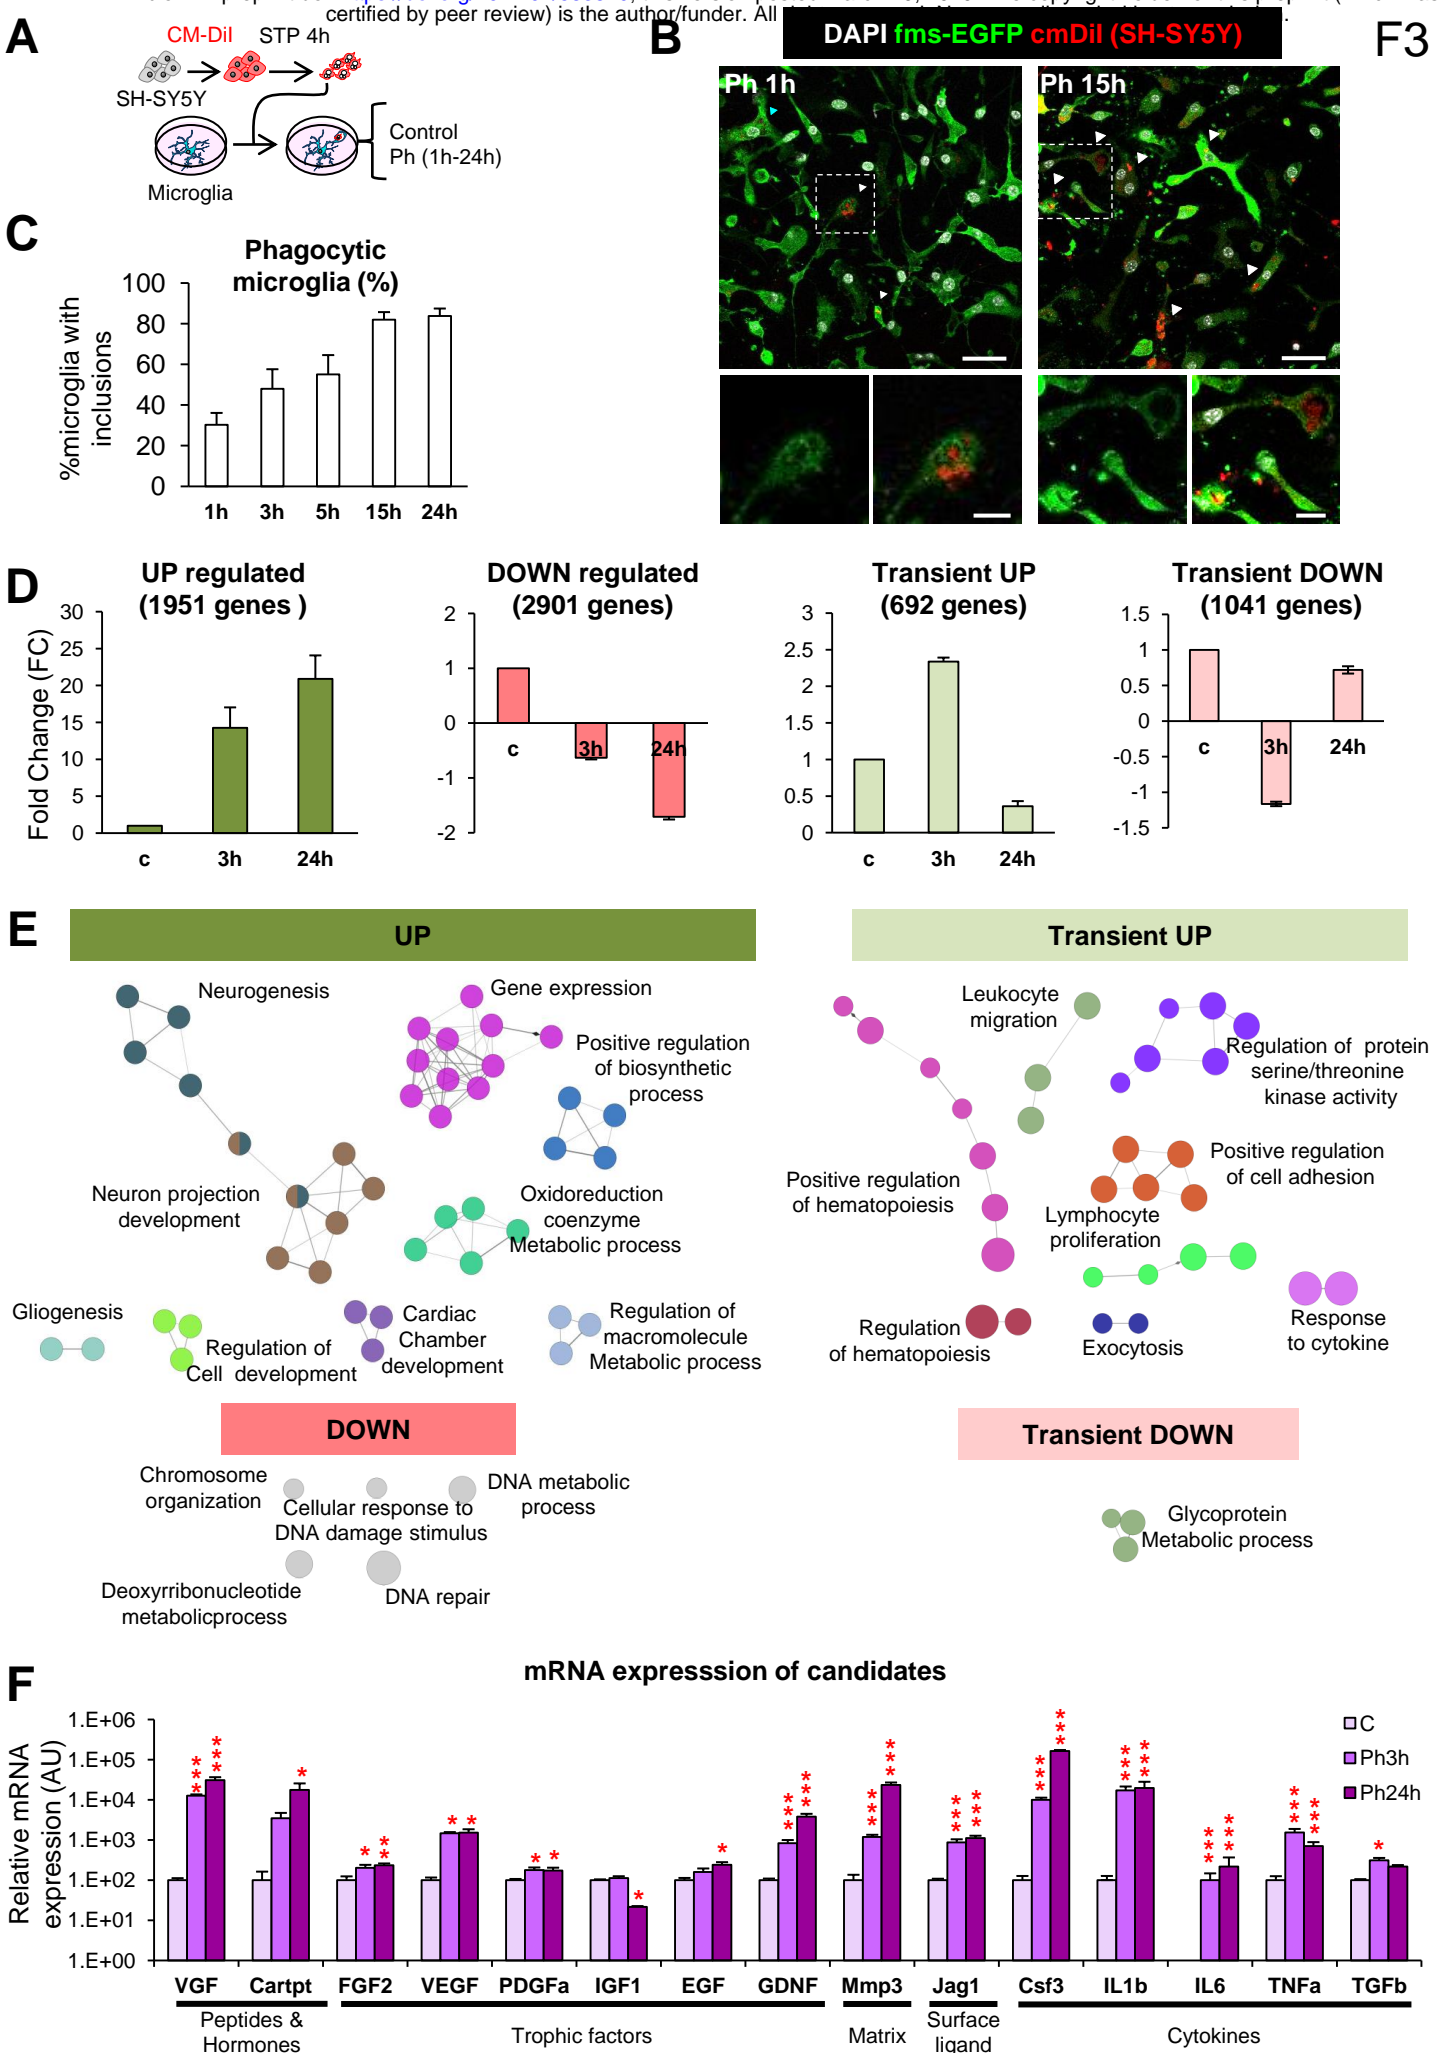 certified by peer review) is the author/funder. All
F3
A
CM-DiI
STP 4h
SH-SY5Y
Microglia
Control
Ph (1h-24h)
B
DAPI fms-EGFP cmDiI (SH-SY5Y)
Ph 1h
Ph 15h
C
Phagocytic
microglia (%)
%microglia with
inclusions
100
80
60
40
20
0
1h
3h
5h
15h
24h
D
UP regulated
(1951 genes )
Fold Change (FC)
30
25
20
15
10
5
0
c
3h
24h
DOWN regulated
(2901 genes)
2
1
0
-1
-2
c
3h
24h
Transient UP
(692 genes)
3
2.5
2
1.5
1
0.5
0
c
3h
24h
Transient DOWN
(1041 genes)
1.5
1
0.5
0
-0.5
-1
-1.5
c
3h
24h
E
UP
Neurogenesis
Gene expression
Positive regulation
of biosynthetic
process
Neuron projection
development
Oxidoreduction
coenzyme
Metabolic process
Gliogenesis
Regulation of
Cell development
Cardiac
Chamber
development
Regulation of
macromolecule
Metabolic process
Transient UP
Leukocyte
migration
Regulation of protein
serine/threonine
kinase activity
Positive regulation
of hematopoiesis
Positive regulation
of cell adhesion
Lymphocyte
proliferation
Regulation
of hematopoiesis
Exocytosis
Response
to cytokine
DOWN
Chromosome
organization
Cellular response to
DNA damage stimulus
DNA metabolic
process
Deoxyrribonucleotide
metabolicprocess
DNA repair
Transient DOWN
Glycoprotein
Metabolic process
F
mRNA expresssion of candidates
Relative mRNA
expression (AU)
1.E+06
1.E+05
1.E+04
1.E+03
1.E+02
1.E+01
1.E+00
C
Ph3h
Ph24h
VGF
Cartpt
FGF2
VEGF
PDGFa
IGF1
EGF
GDNF
Mmp3
Jag1
Csf3
IL1b
IL6
TNFa
TGFb
Peptides &
Hormones
Trophic factors
Matrix
Surface
ligand
Cytokines